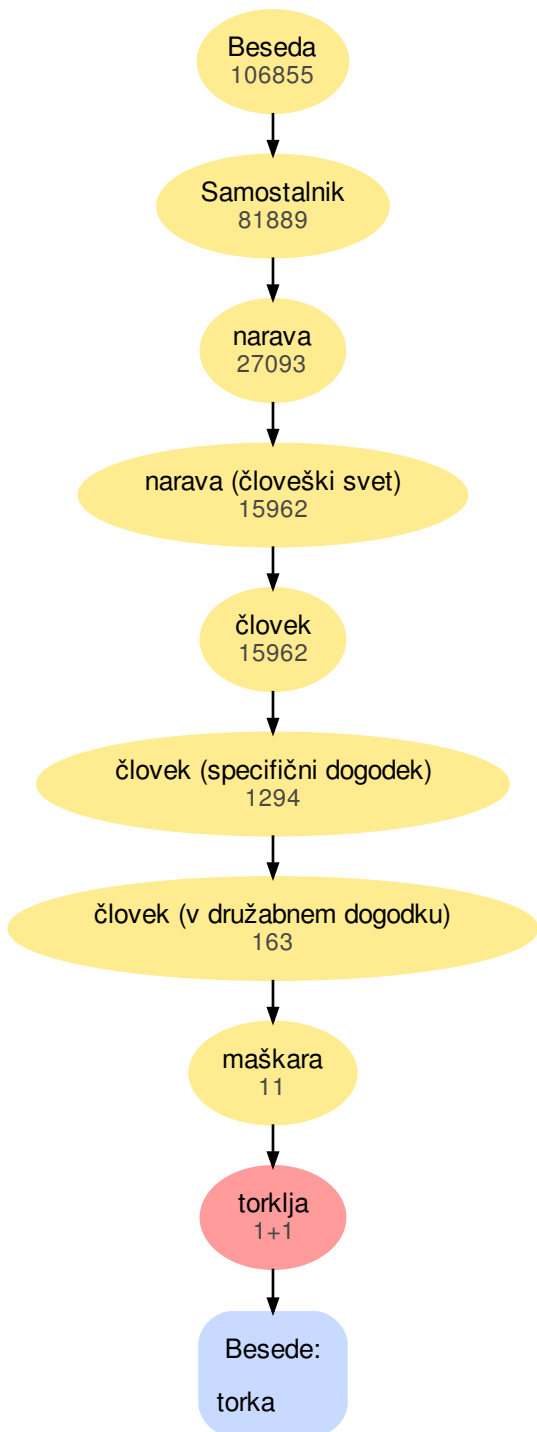 Beseda
106855
Samostalnik
81889
narava
27093
narava (človeški svet)
15962
človek
15962
človek (specifični dogodek)
1294
človek (v družabnem dogodku)
163
maškara
11
torklja
1+1
Besede:
torka